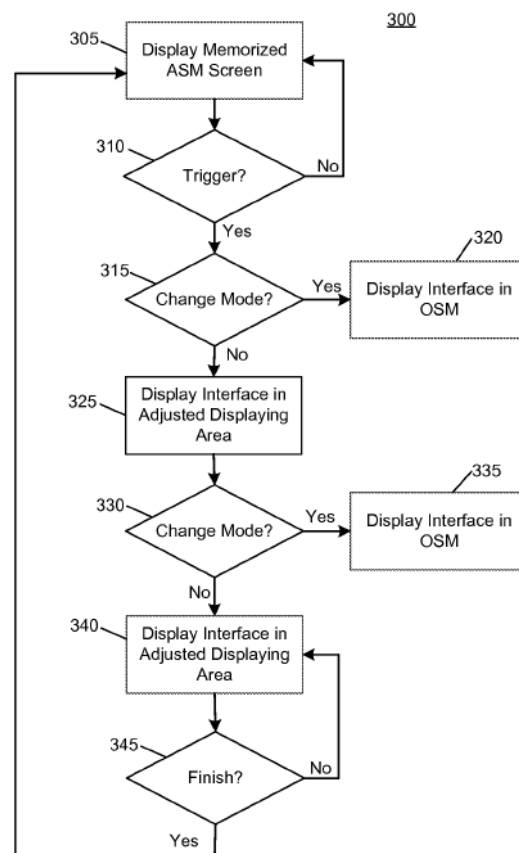 300
305
Display Memorized
ASM Screen
310
Trigger?
No
Yes
315
Change Mode?
Yes
320
Display Interface in
OSM
No
325
Display Interface in
Adjusted Displaying
Area
330
Change Mode?
Yes
335
Display Interface in
OSM
No
340
Display Interface in
Adjusted Displaying
Area
345
Finish?
No
Yes